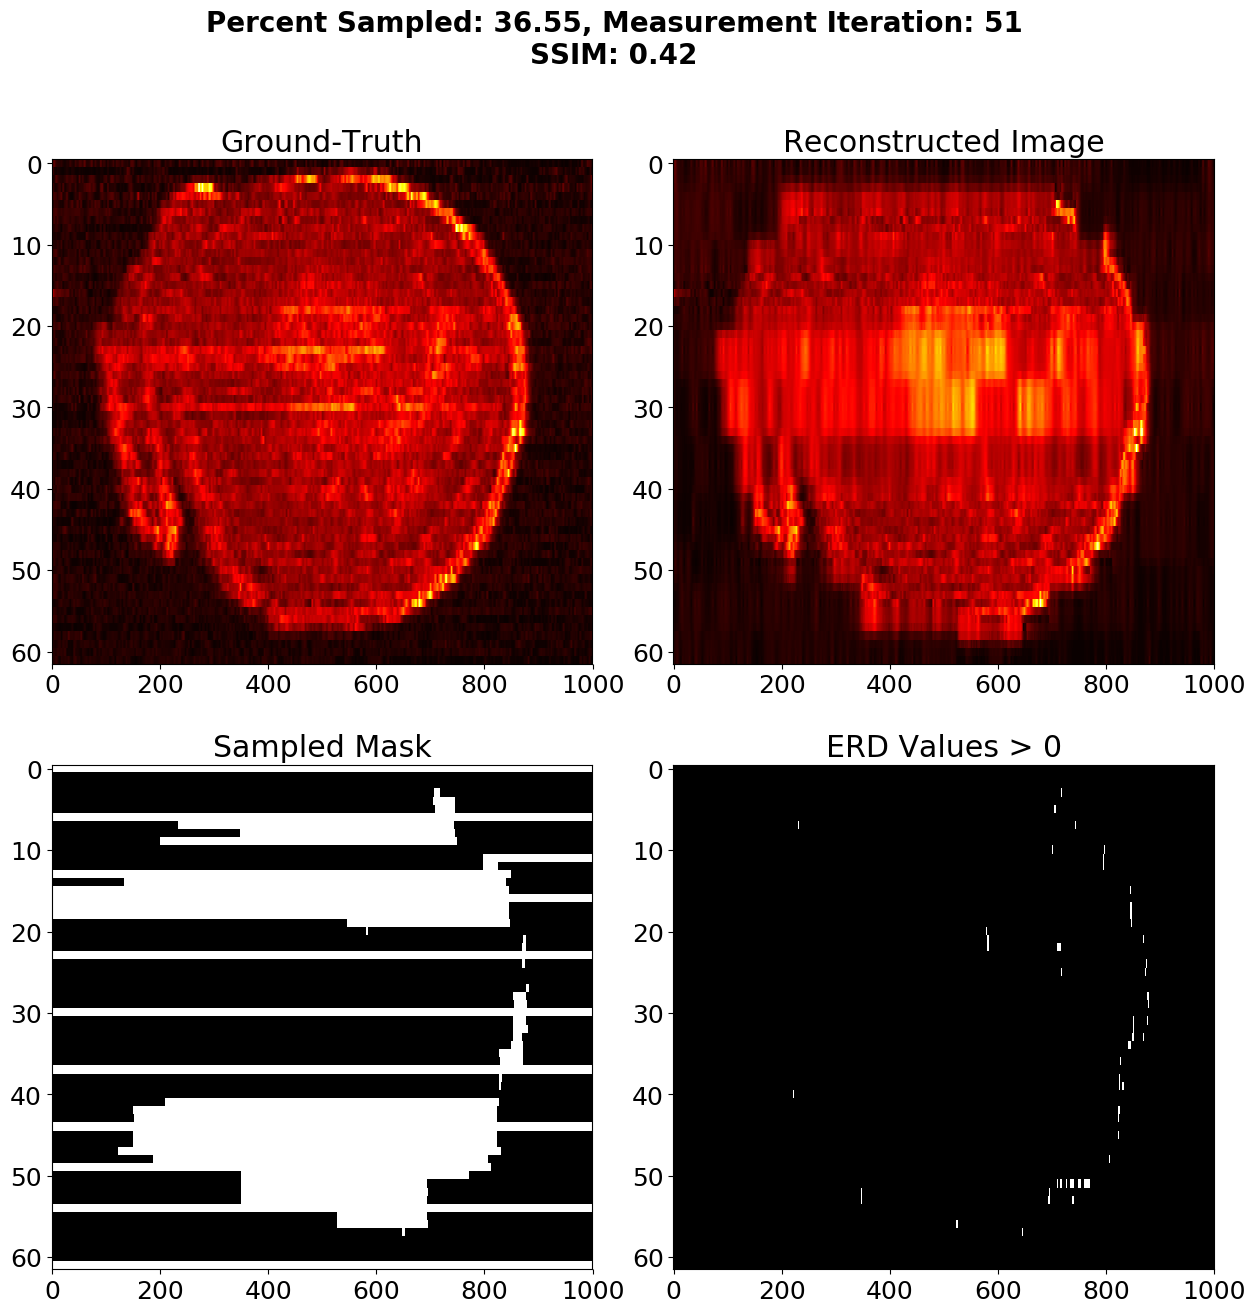 Percent Sampled: 36.55, Measurement Iteration: 51
SSIM: 0.42
Ground-Truth
0
10
20
30
40
50
60
0 200 400 600 800 1000
Reconstructed Image
0
10
20
30
40
50
60
0 200 400 600 800 1000
Sampled Mask
0
10
20
30
40
50
60
0 200 400 600 800 1000
ERD Values > 0
0
10
20
30
40
50
60
0 200 400 600 800 1000